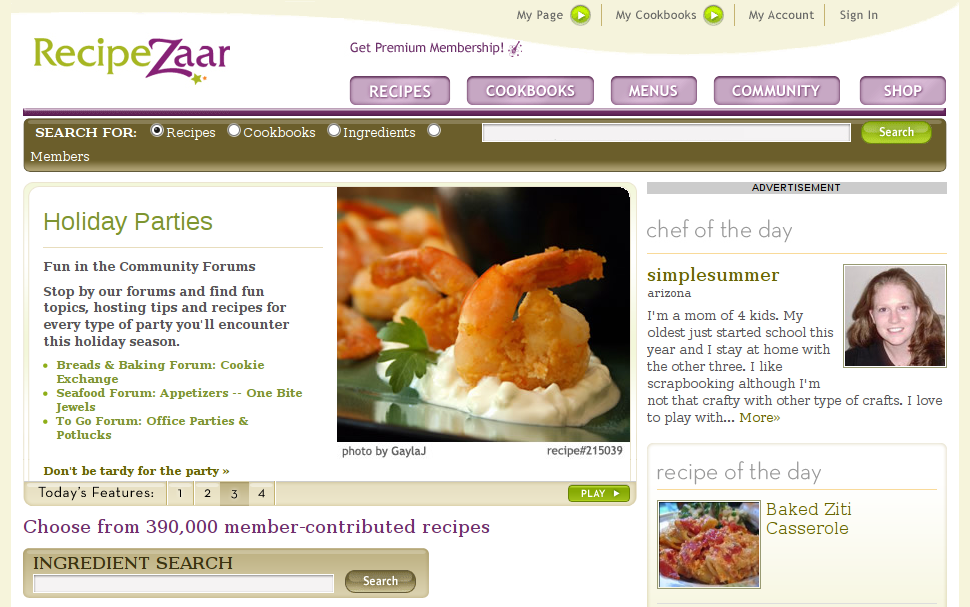 My Page
My Cookbooks
My Account
Sign In
RecipeZaar
Get Premium Membership!
RECIPES
COOKBOOKS
MENUS
COMMUNITY
SHOP
SEARCH FOR: Recipes Cookbooks Ingredients
Members
Search
Holiday Parties
Fun in the Community Forums
Stop by our forums and find fun
topics, hosting tips and recipes for
every type of party you'll encounter
this holiday season.
Breads & Baking Forum: Cookie
Exchange
Seafood Forum: Appetizers -- One Bite
Jewels
To Go Forum: Office Parties &
Potlucks
Don't be tardy for the party »
photo by GaylaJ
recipe#215039
Today's Features: 1 2 3 4
PLAY
Choose from 390,000 member-contributed recipes
INGREDIENT SEARCH
Search
ADVERTISEMENT
chef of the day
simplesummer
arizona
I'm a mom of 4 kids. My
oldest just started school this
year and I stay at home with
the other three. I like
scrapbooking although I'm
not that crafty with other type of crafts. I love
to play with... More»
recipe of the day
Baked Ziti
Casserole